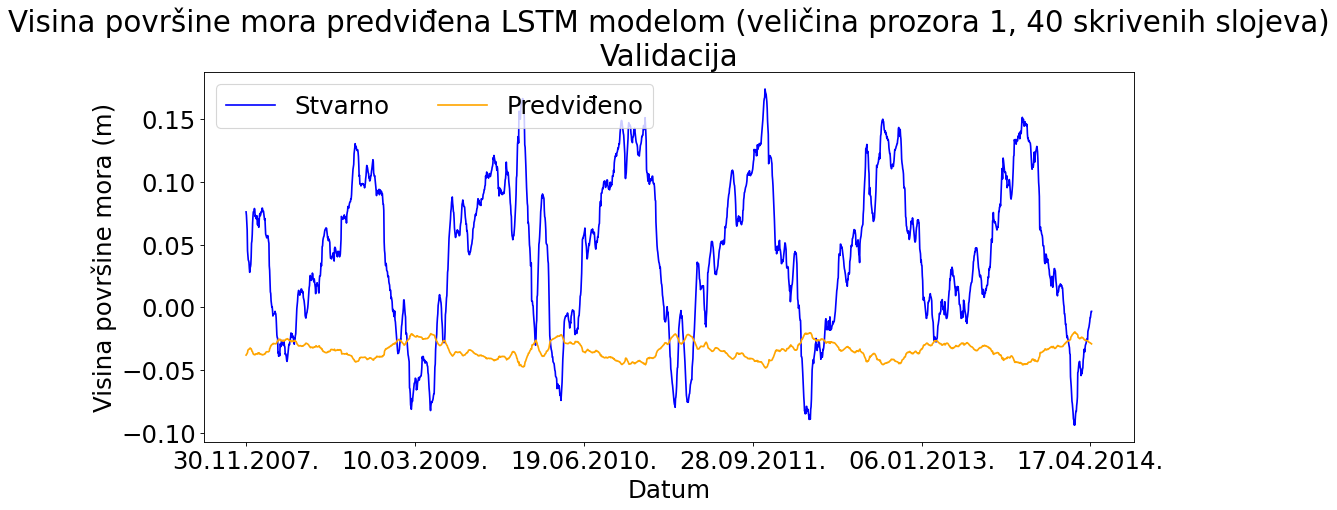 Visina površine mora predviđena LSTM modelom (veličina prozora 1, 40 skrivenih slojeva)
Validacija
Stvarno Predviđeno
Visina površine mora (m)
0.15
0.10
0.05
0.00
−0.05
−0.10
30.11.2007. 10.03.2009. 19.06.2010. 28.09.2011. 06.01.2013. 17.04.2014.
Datum